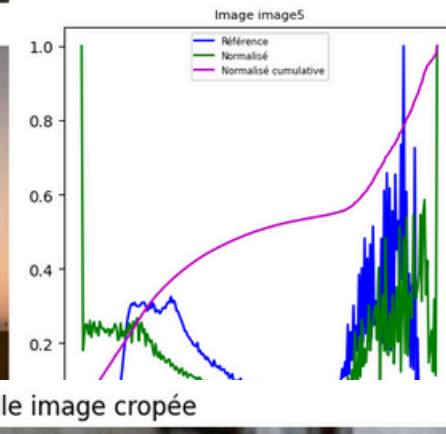 Image image5
Référence
Normalisé
Normalisé cumulative
1.0
0.8
0.6
0.4
0.2
le image cropée